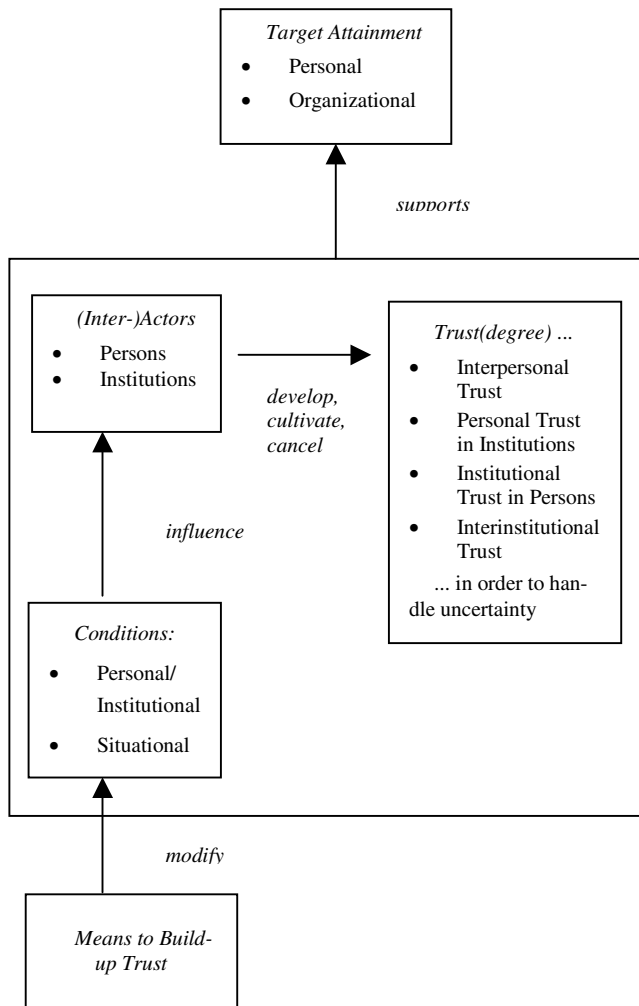 Target Attainment
• Personal
• Organizational
supports
(Inter-)Actors
• Persons
• Institutions
develop,
cultivate,
cancel
Trust(degree) ...
• Interpersonal
Trust
• Personal Trust
in Institutions
• Institutional
Trust in Persons
• Interinstitutional
Trust
... in order to han-
dle uncertainty
influence
Conditions:
• Personal/
Institutional
• Situational
modify
Means to Build-
up Trust